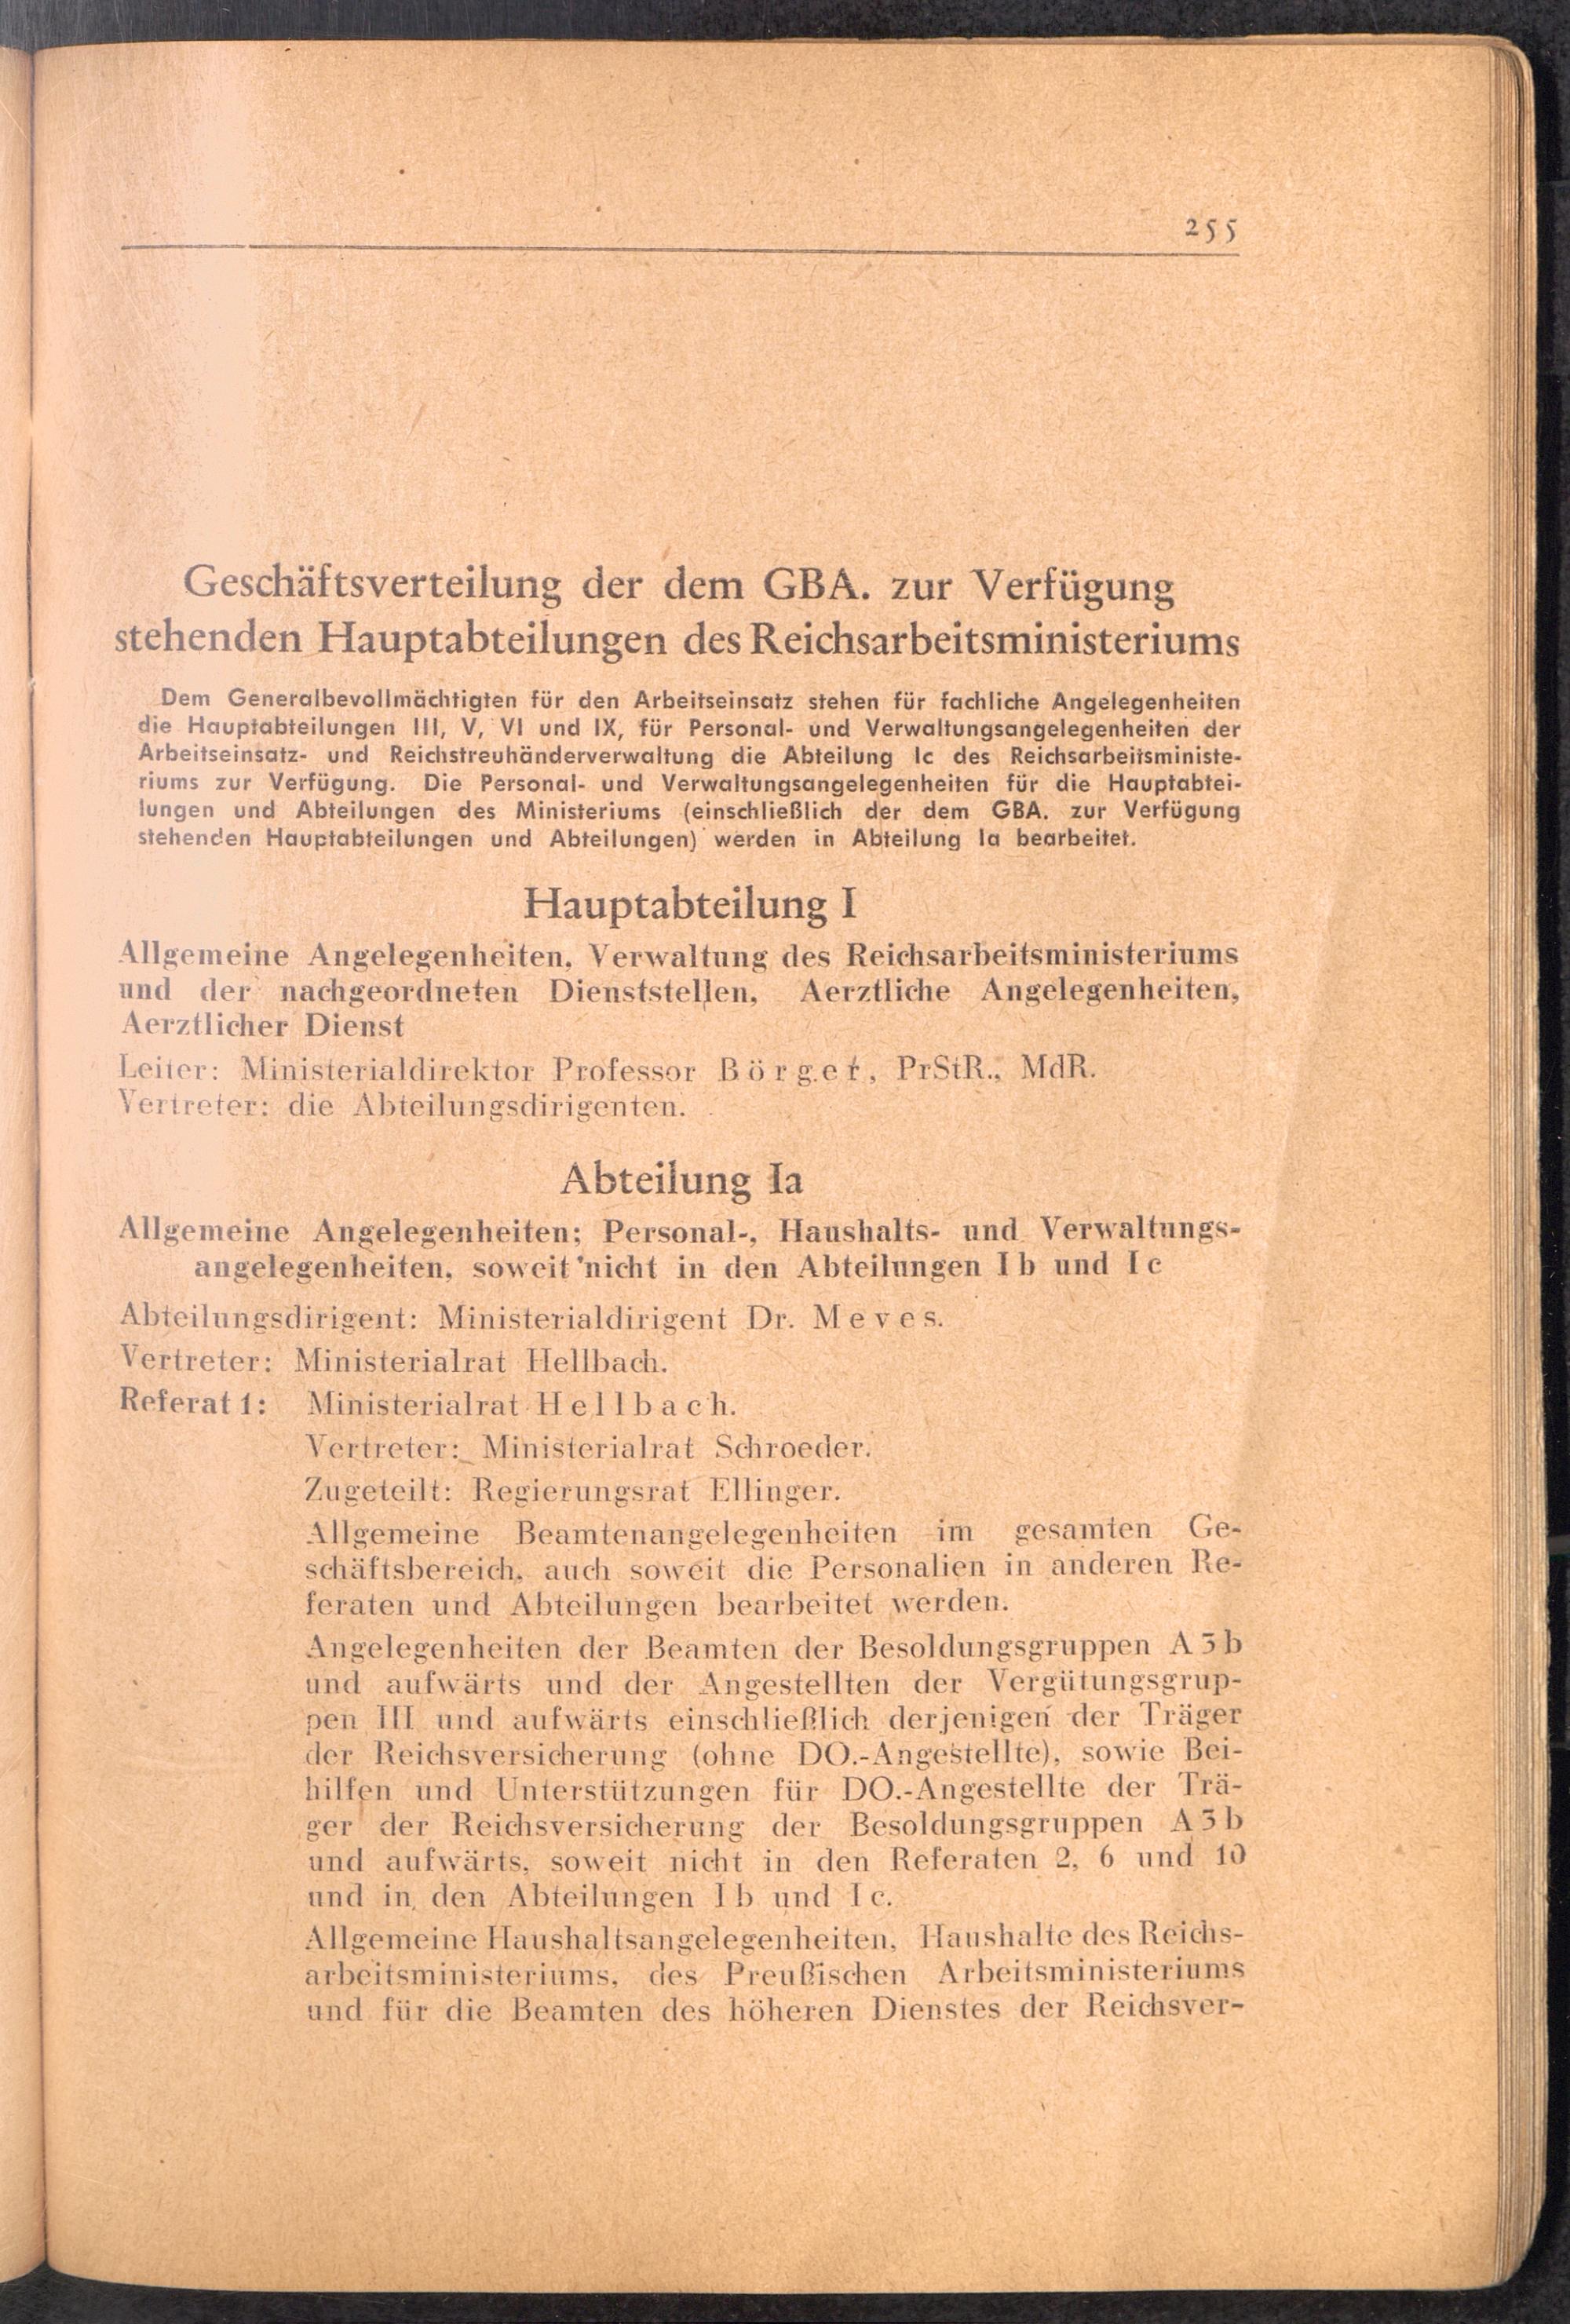 255
Geschäftsverteilung der dem GBA. zur Verfügung
stehenden Hauptabteilungen des Reichsarbeitsministeriums
Dem Generalbevollmächtigten für den Arbeitseinsatz stehen für fachliche Angelegenheiten
die Hauptabteilungen III, V, VI und IX, für Personal- und Verwaltungsangelegenheiten der
Arbeitseinsatz- und Reichstreuhänderverwaltung die Abteilung Ic des Reichsarbeitsministe-
riums zur Verfügung. Die Personal- und Verwaltungsangelegenheiten für die Hauptabtei-
lungen und Abteilungen des Ministeriums (einschließlich der dem GBA. zur Verfügung
stehenden Hauptabteilungen und Abteilungen) werden in Abteilung Ia bearbeitet.
Hauptabteilung I
Allgemeine Angelegenheiten, Verwaltung des Reichsarbeitsministeriums
und der nachgeordneten Dienststellen, Aerztliche Angelegenheiten,
Aerztlicher Dienst
Leiter: Ministerialdirektor Professor Börger, PrStR., MdR.
Vertreter: die Abteilungsdirigenten.
Abteilung Ia
Allgemeine Angelegenheiten; Personal-, Haushalts- und Verwaltungs-
angelegenheiten, soweit nicht in den Abteilungen I b und I c
Abteilungsdirigent: Ministerialdirigent Dr. Meves.
Vertreter: Ministerialrat Hellbach.
Referat 1: Ministerialrat Hellbach.
Vertreter: Ministerialrat Schroeder.
Zugeteilt: Regierungsrat Ellinger.
Allgemeine Beamtenangelegenheiten im gesamten Ge-
schäftsbereich, auch soweit die Personalien in anderen Re-
feraten und Abteilungen bearbeitet werden.
Angelegenheiten der Beamten der Besoldungsgruppen A 3 b
und aufwärts und der Angestellten der Vergütungsgrup-
pen III und aufwärts einschließlich derjenigen der Träger
der Reichsversicherung (ohne DO.-Angestellte), sowie Bei-
hilfen und Unterstützungen für DO.-Angestellte der Trä-
ger der Reichsversicherung der Besoldungsgruppen A 3 b
und aufwärts, soweit nicht in den Referaten 2, 6 und 10
und in den Abteilungen I b und I c.
Allgemeine Haushaltsangelegenheiten, Haushalte des Reichs-
arbeitsministeriums, des Preußischen Arbeitsministeriums
und für die Beamten des höheren Dienstes der Reichsver-